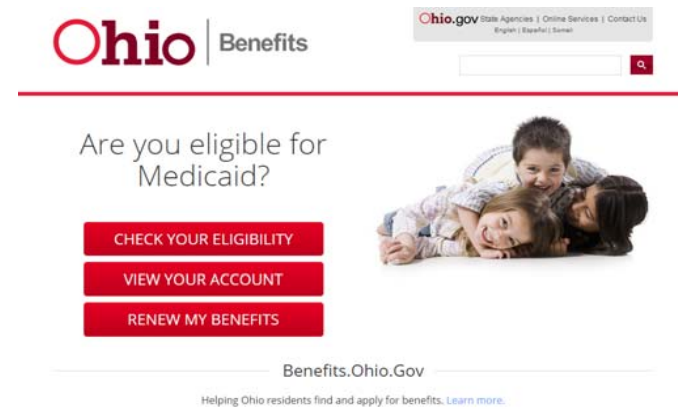 Ohio Benefits
Ohio.gov State Agencies | Online Services | Contact Us
English | Español | Somali
Are you eligible for
Medicaid?
CHECK YOUR ELIGIBILITY
VIEW YOUR ACCOUNT
RENEW MY BENEFITS
Benefits.Ohio.Gov
Helping Ohio residents find and apply for benefits. Learn more.